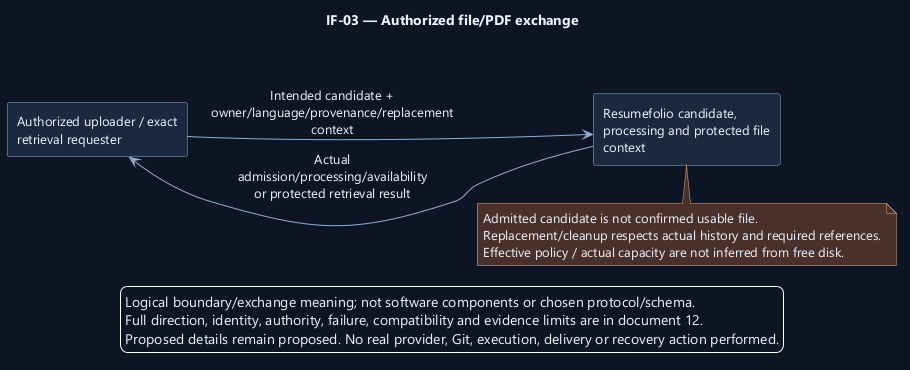 IF-03 — Authorized file/PDF exchange
Intended candidate +
owner/language/provenance/replacement
context
Authorized uploader / exact
retrieval requester
Resumefolio candidate,
processing and protected file
context
Actual
admission/processing/availability
or protected retrieval result
Admitted candidate is not confirmed usable file.
Replacement/cleanup respects actual history and required references.
Effective policy / actual capacity are not inferred from free disk.
Logical boundary/exchange meaning; not software components or chosen protocol/schema.
Full direction, identity, authority, failure, compatibility and evidence limits are in document 12.
Proposed details remain proposed. No real provider, Git, execution, delivery or recovery action performed.